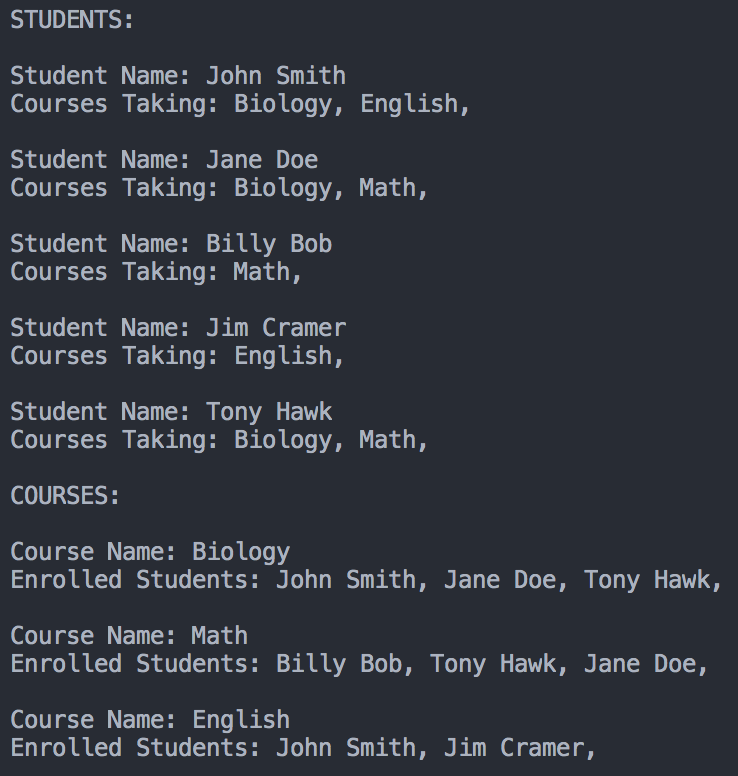 STUDENTS:
Student Name: John Smith
Courses Taking: Biology, English,
Student Name: Jane Doe
Courses Taking: Biology, Math,
Student Name: Billy Bob
Courses Taking: Math,
Student Name: Jim Cramer
Courses Taking: English,
Student Name: Tony Hawk
Courses Taking: Biology, Math,
COURSES:
Course Name: Biology
Enrolled Students: John Smith, Jane Doe, Tony Hawk,
Course Name: Math
Enrolled Students: Billy Bob, Tony Hawk, Jane Doe,
Course Name: English
Enrolled Students: John Smith, Jim Cramer,